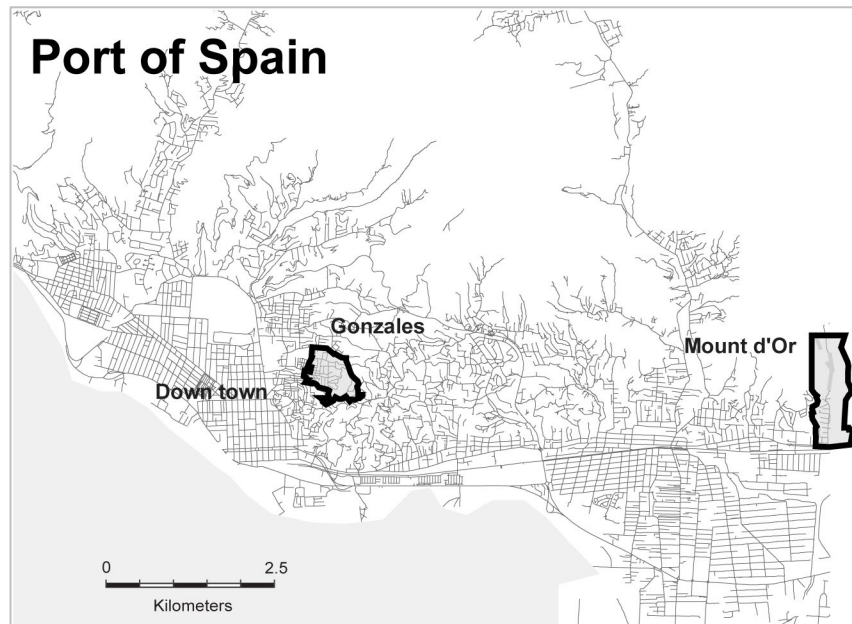 Port of Spain
Gonzales
Mount d'Or
Down town
0 2.5
Kilometers